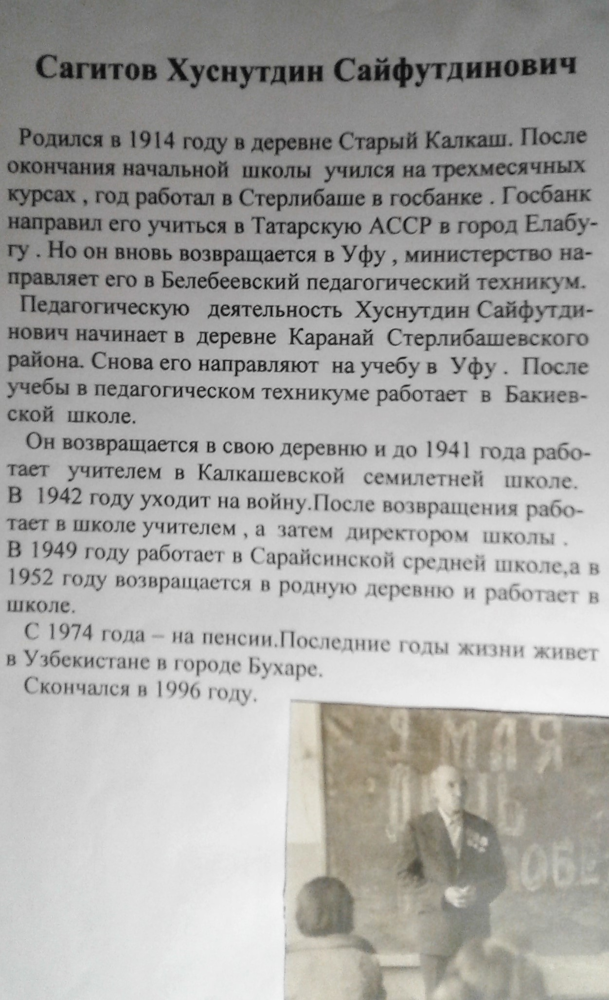 Сагитов Хуснутдин Сайфутдинович
Родился в 1914 году в деревне Старый Калкаш. После
окончания начальной школы учился на трехмесячных
курсах , год работал в Стерлибаше в госбанке . Госбанк
направил его учиться в Татарскую АССР в город Елабу-
гу . Но он вновь возвращается в Уфу , министерство на-
правляет его в Белебеевский педагогический техникум.
Педагогическую деятельность Хуснутдин Сайфутди-
нович начинает в деревне Каранай Стерлибашевского
района. Снова его направляют на учебу в Уфу . После
учебы в педагогическом техникуме работает в Бакиев-
ской школе.
Он возвращается в свою деревню и до 1941 года рабо-
тает учителем в Калкашевской семилетней школе.
В 1942 году уходит на войну.После возвращения рабо-
тает в школе учителем , а затем директором школы .
В 1949 году работает в Сарайсинской средней школе,а в
1952 году возвращается в родную деревню и работает в
школе.
С 1974 года – на пенсии.Последние годы жизни живет
в Узбекистане в городе Бухаре.
Скончался в 1996 году.
9 МАЯ
ОБЕ